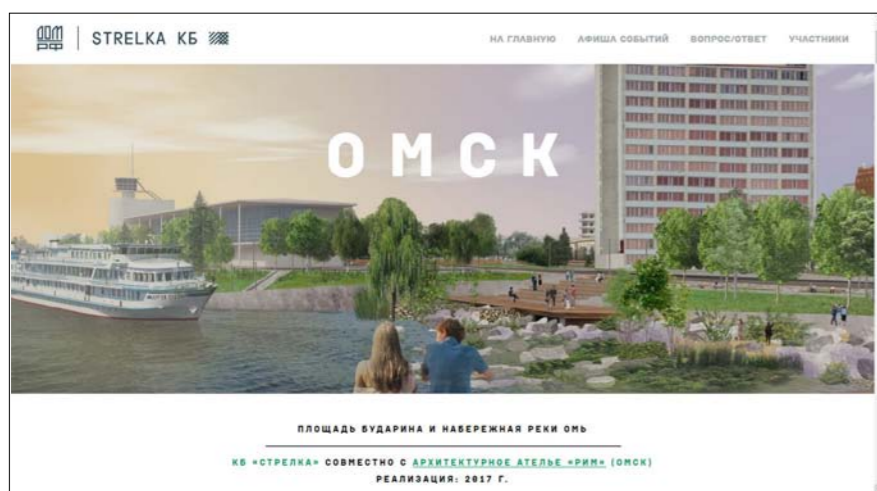 ДОМ РФ STRELKA КБ НА ГЛАВНУЮ АФИША СОБЫТИЙ ВОПРОС/ОТВЕТ УЧАСТНИКИ
ОМСК
ПЛОЩАДЬ БУДАРИНА И НАБЕРЕЖНАЯ РЕКИ ОМЬ
КБ «СТРЕЛКА» СОВМЕСТНО С АРХИТЕКТУРНОЕ АТЕЛЬЕ «РИМ» (ОМСК)
РЕАЛИЗАЦИЯ: 2017 Г.